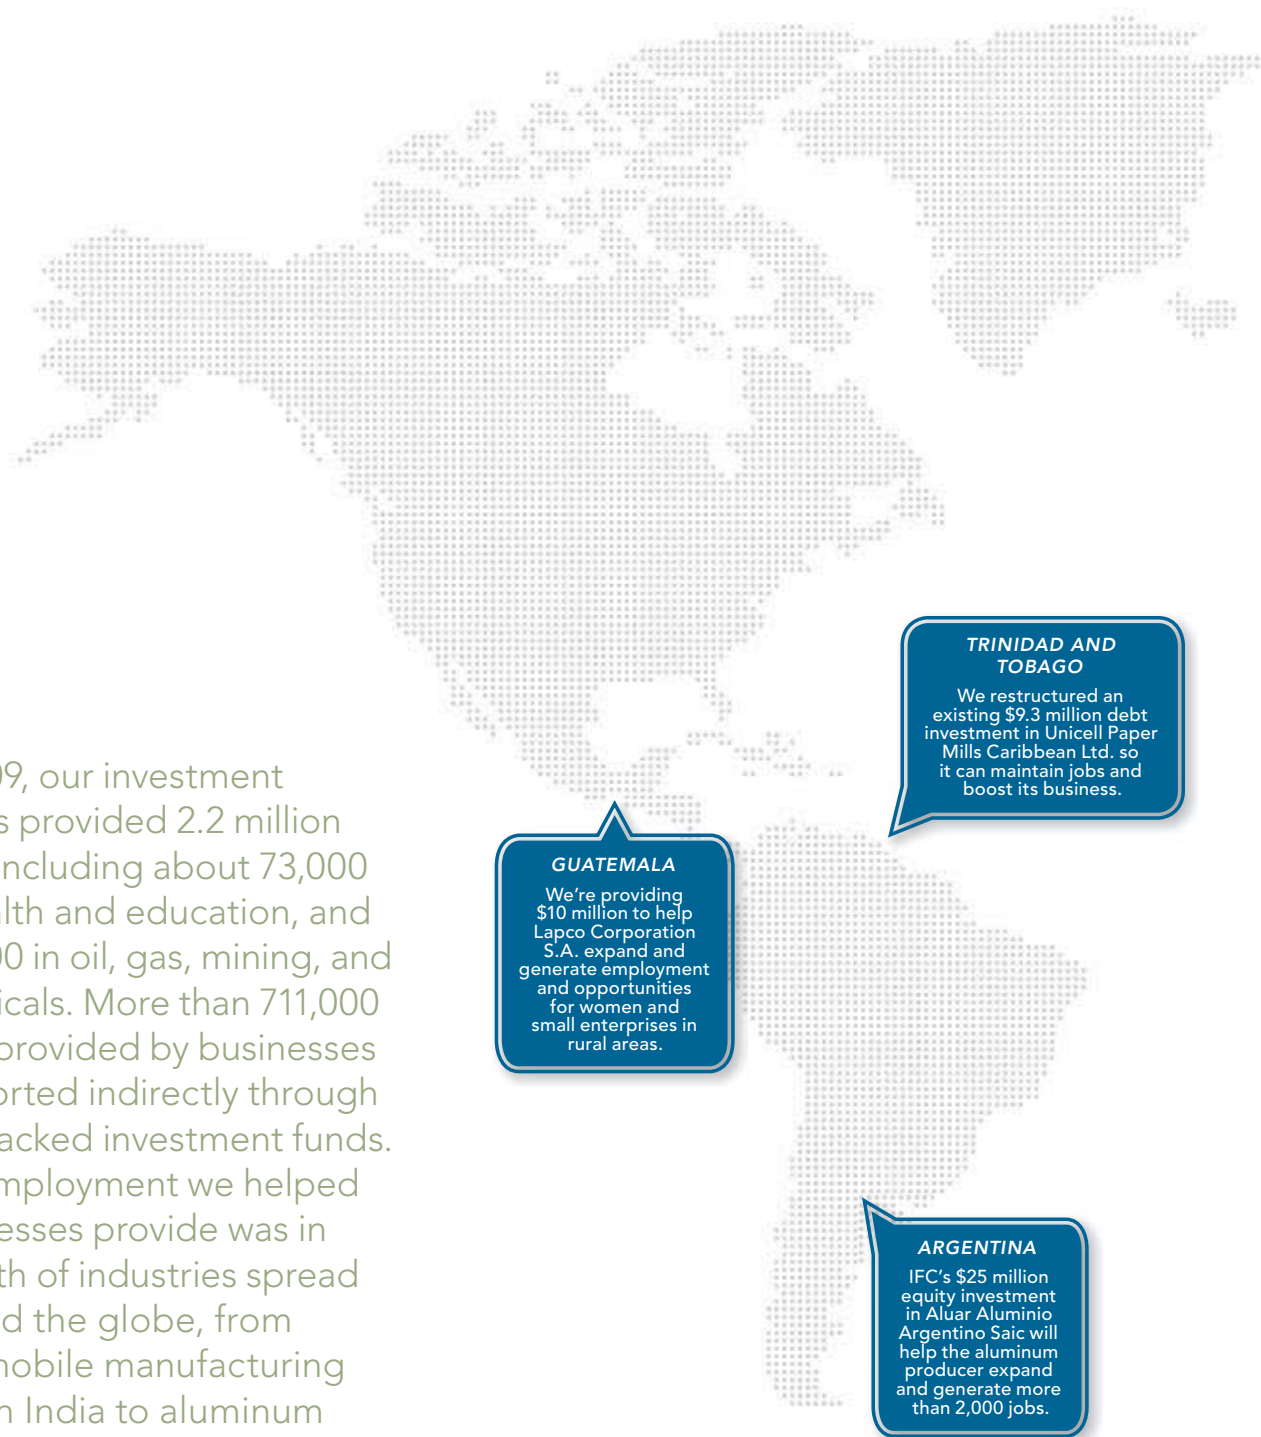 09, our investment
s provided 2.2 million
including about 73,000
alth and education, and
00 in oil, gas, mining, and
icals. More than 711,000
provided by businesses
orted indirectly through
acked investment funds.
mployment we helped
esses provide was in
th of industries spread
d the globe, from
mobile manufacturing
n India to aluminum
TRINIDAD AND
TOBAGO
We restructured an
existing $9.3 million debt
investment in Unicell Paper
Mills Caribbean Ltd. so
it can maintain jobs and
boost its business.
GUATEMALA
We’re providing
$10 million to help
Lapco Corporation
S.A. expand and
generate employment
and opportunities
for women and
small enterprises in
rural areas.
ARGENTINA
IFC’s $25 million
equity investment
in Aluar Aluminio
Argentino Saic will
help the aluminum
producer expand
and generate more
than 2,000 jobs.